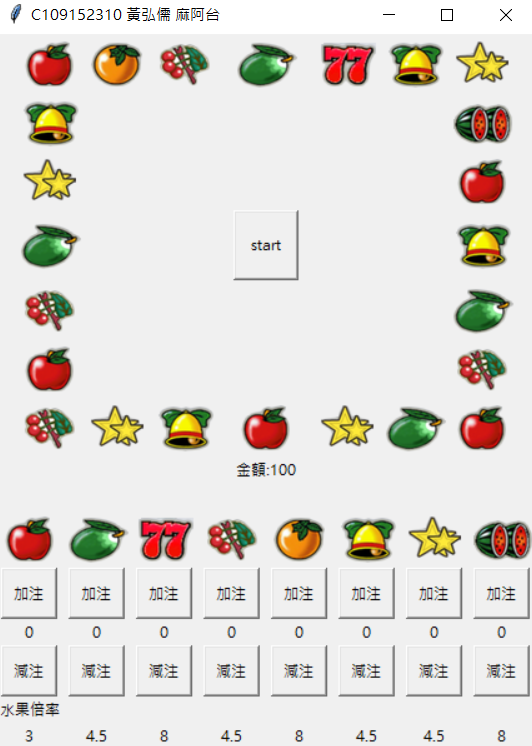 C109152310 黃弘儒 麻阿台
77
start
金額:100
77
加注 加注 加注 加注 加注 加注 加注 加注
0 0 0 0 0 0 0 0
減注 減注 減注 減注 減注 減注 減注 減注
水果倍率
3 4.5 8 4.5 8 4.5 4.5 8